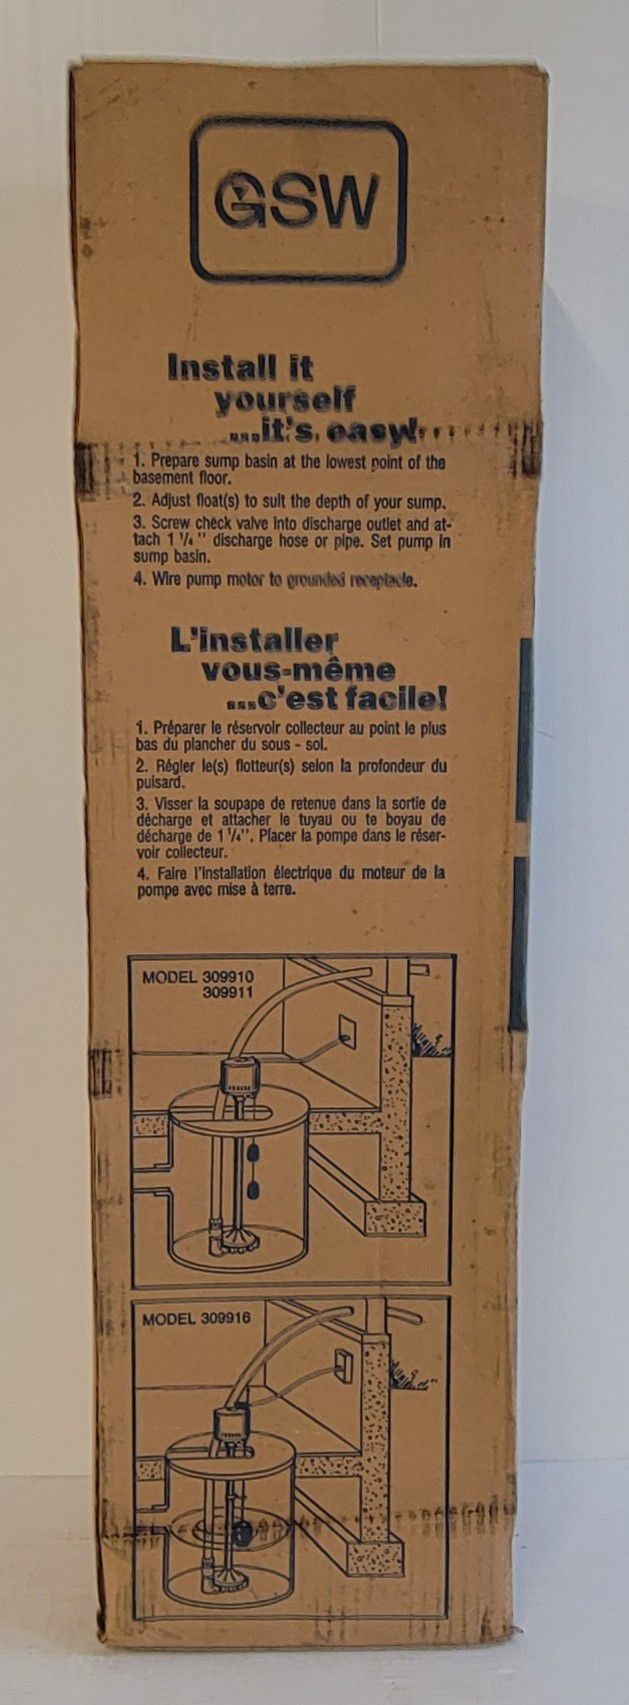 GSW
Install it
yourself
...it's easy!
1. Prepare sump basin at the lowest point of the
basement floor.
2. Adjust float(s) to suit the depth of your sump.
3. Screw check valve into discharge outlet and at-
tach 1 1/4" discharge hose or pipe. Set pump in
sump basin.
4. Wire pump motor to grounded receptacle.
L'installer
vous-même
...c'est facile!
1. Préparer le réservoir collecteur au point le plus
bas du plancher du sous - sol.
2. Régler le(s) flotteur(s) selon la profondeur du
puisard.
3. Visser la soupape de retenue dans la sortie de
décharge et attacher le tuyau ou te boyau de
décharge de 1 1/4". Placer la pompe dans le réser-
voir collecteur.
4. Faire l'installation électrique du moteur de la
pompe avec mise à terre.
MODEL 309910
309911
MODEL 309916